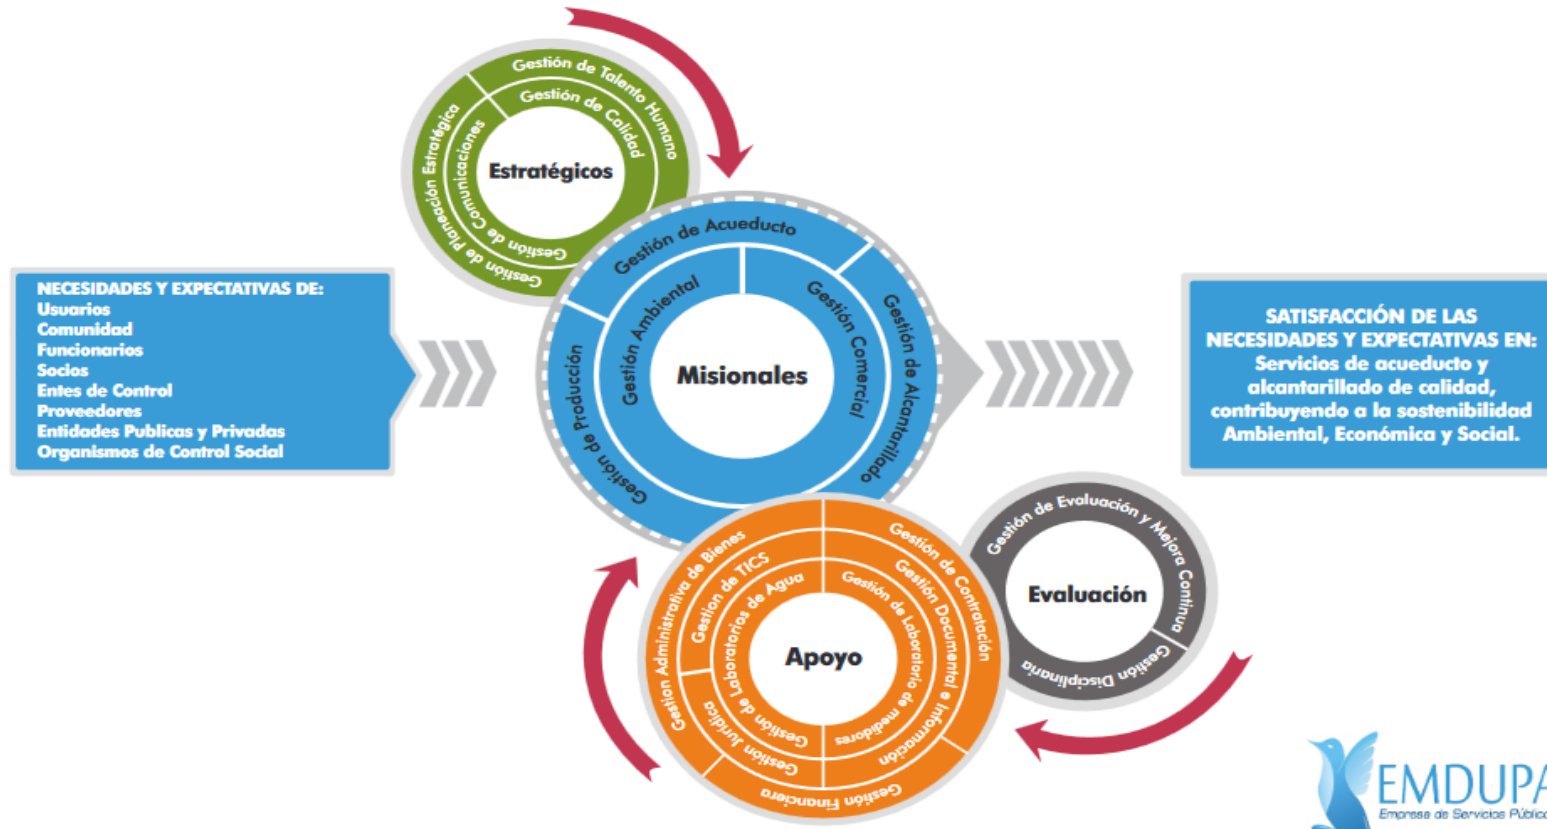 Gestión de Talento Humano
Gestión de Calidad
Gestión de Planeación Estratégica
Gestión de Comunicaciones
Estratégicos
NECESIDADES Y EXPECTATIVAS DE:
Usuarios
Comunidad
Funcionarios
Socios
Entes de Control
Proveedores
Entidades Publicas y Privadas
Organismos de Control Social
Gestión de Acueducto
Gestión Ambiental
Gestión Comercial
Gestión de Alcantarillado
Gestión de Producción
Misionales
SATISFACCIÓN DE LAS
NECESIDADES Y EXPECTATIVAS EN:
Servicios de acueducto y
alcantarillado de calidad,
contribuyendo a la sostenibilidad
Ambiental, Económica y Social.
Gestion Administrativa de Bienes
Gestión de Contratación
Gestion de TICS
Gestión Documental e Información
Gestión de Laboratorios de Agua
Gestión de Laboratorio de medidores
Apoyo
Gestión Jurídica
Gestión Financiera
Gestión de Evaluación y Mejora Continua
Evaluación
Gestión Disciplinaria
EMDUPA
Empresa de Servicios Público